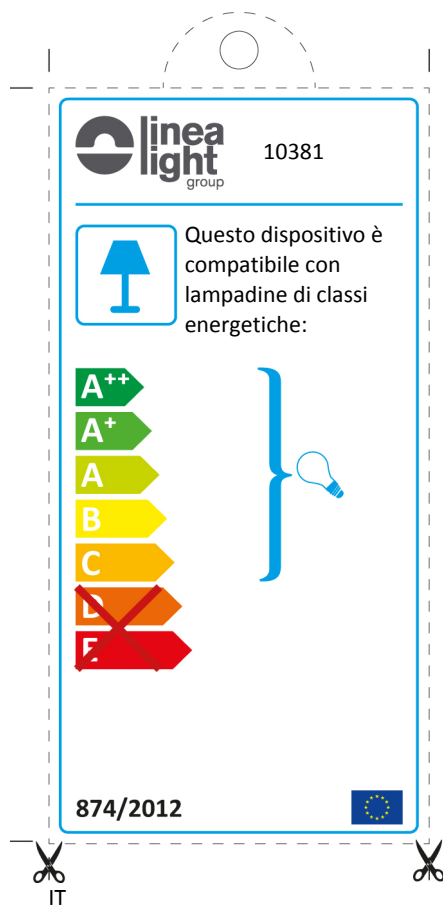 linea
light
group
10381
Questo dispositivo è
compatibile con
lampadine di classi
energetiche:
A++
A+
A
B
C
D
E
874/2012
IT